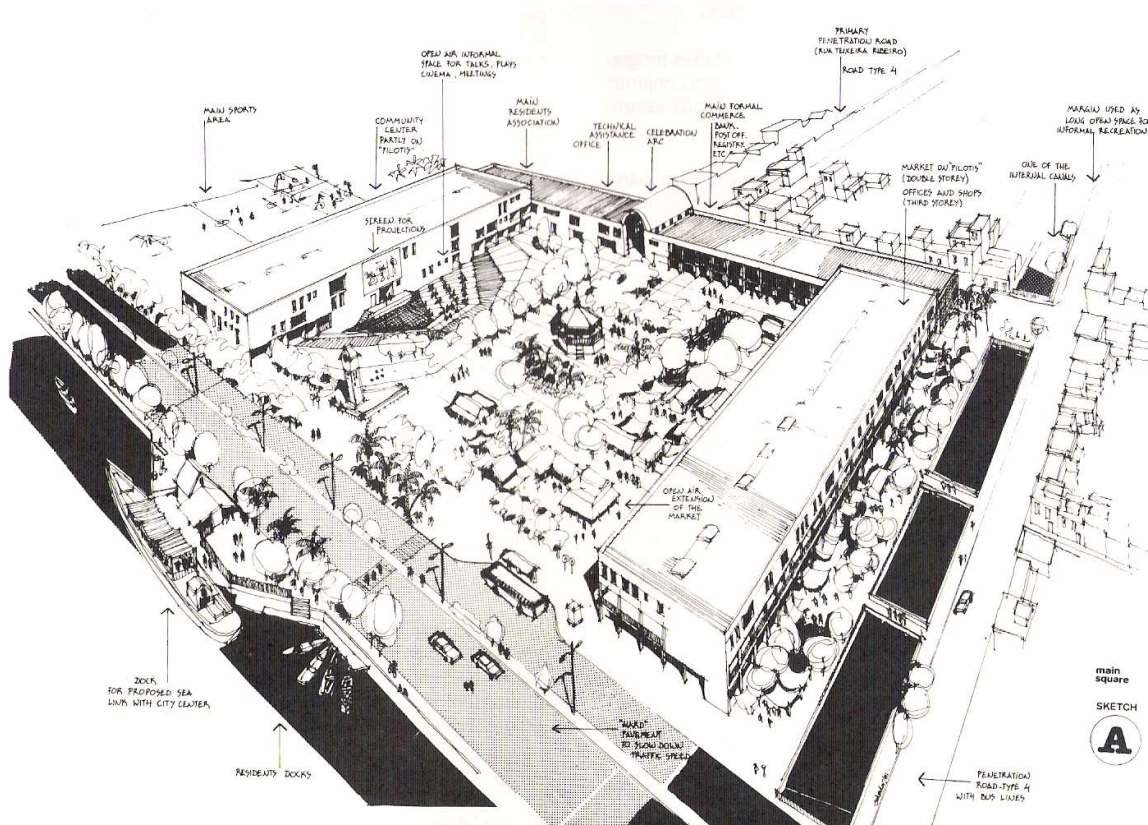 PRIMARY
PENETRATION ROAD
(RUA TEIXEIRA RIBEIRO)
ROAD TYPE 4
OPEN AIR INFORMAL
SPACE FOR TALKS, PLAYS
CINEMA, MEETINGS
MAIN SPORTS
AREA
COMMUNITY
CENTER
PARTLY ON
"PILOTIS"
MAIN
RESIDENTS
ASSOCIATION
TECHNICAL
ASSISTANCE
OFFICE
CELEBRATION
ARC
MAIN FORMAL
COMMERCE
BANK.
POST OFF.
REGISTRY
ETC
MARGIN USED AS
LONG OPEN SPACE FO
INFORMAL RECREATION
MARKET ON "PILOTIS"
(DOUBLE STOREY)
OFFICES AND SHOPS
(THIRD STOREY)
ONE OF THE
INTERNAL CANALS
SCREEN FOR
PROJECTIONS
OPEN AIR
EXTENSION
OF THE
MARKET
DOCK
FOR PROPOSED SEA
LINK WITH CITY CENTER
"HARD"
PAVEMENT
TO SLOW DOWN
TRAFFIC SPEED
RESIDENTS DOCKS
main
square
SKETCH
A
PENETRATION
ROAD-TYPE 4
WITH BUS LINES